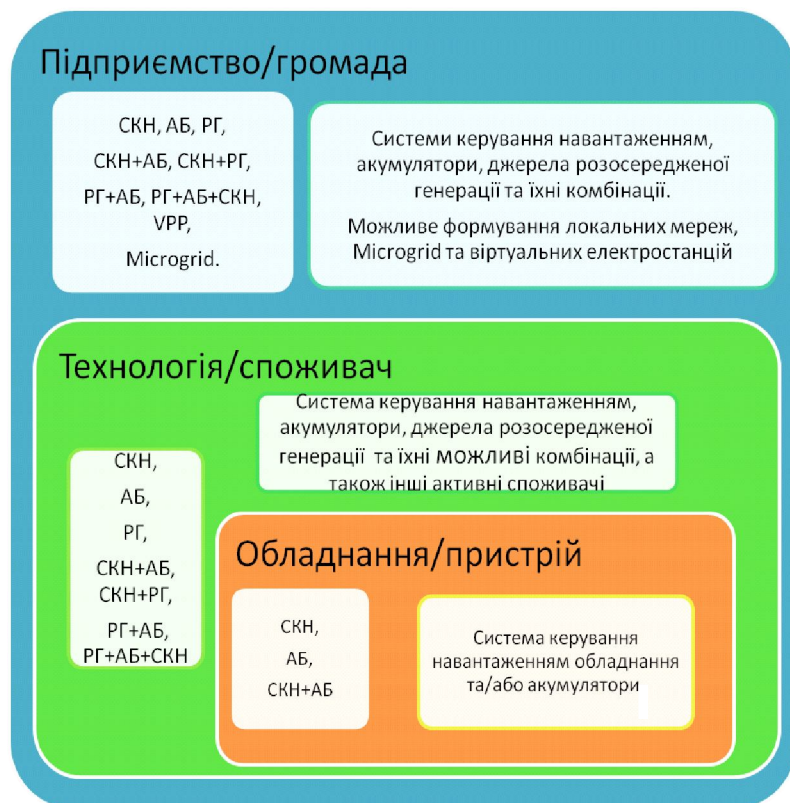 Підприємство/громада
СКН, АБ, РГ,
СКН+АБ, СКН+РГ,
РГ+АБ, РГ+АБ+СКН,
VPP,
Microgrid.
Системи керування навантаженням,
акумулятори, джерела розосередженої
генерації та їхні комбінації.
Можливе формування локальних мереж,
Microgrid та віртуальних електростанцій
Технологія/споживач
Система керування навантаженням,
акумулятори, джерела розосередженої
генерації та їхні можливі комбінації, а
також інші активні споживачі
СКН,
АБ,
РГ,
СКН+АБ,
СКН+РГ,
РГ+АБ,
РГ+АБ+СКН
Обладнання/пристрій
СКН,
АБ,
СКН+АБ
Система керування
навантаженням обладнання
та/або акумулятори